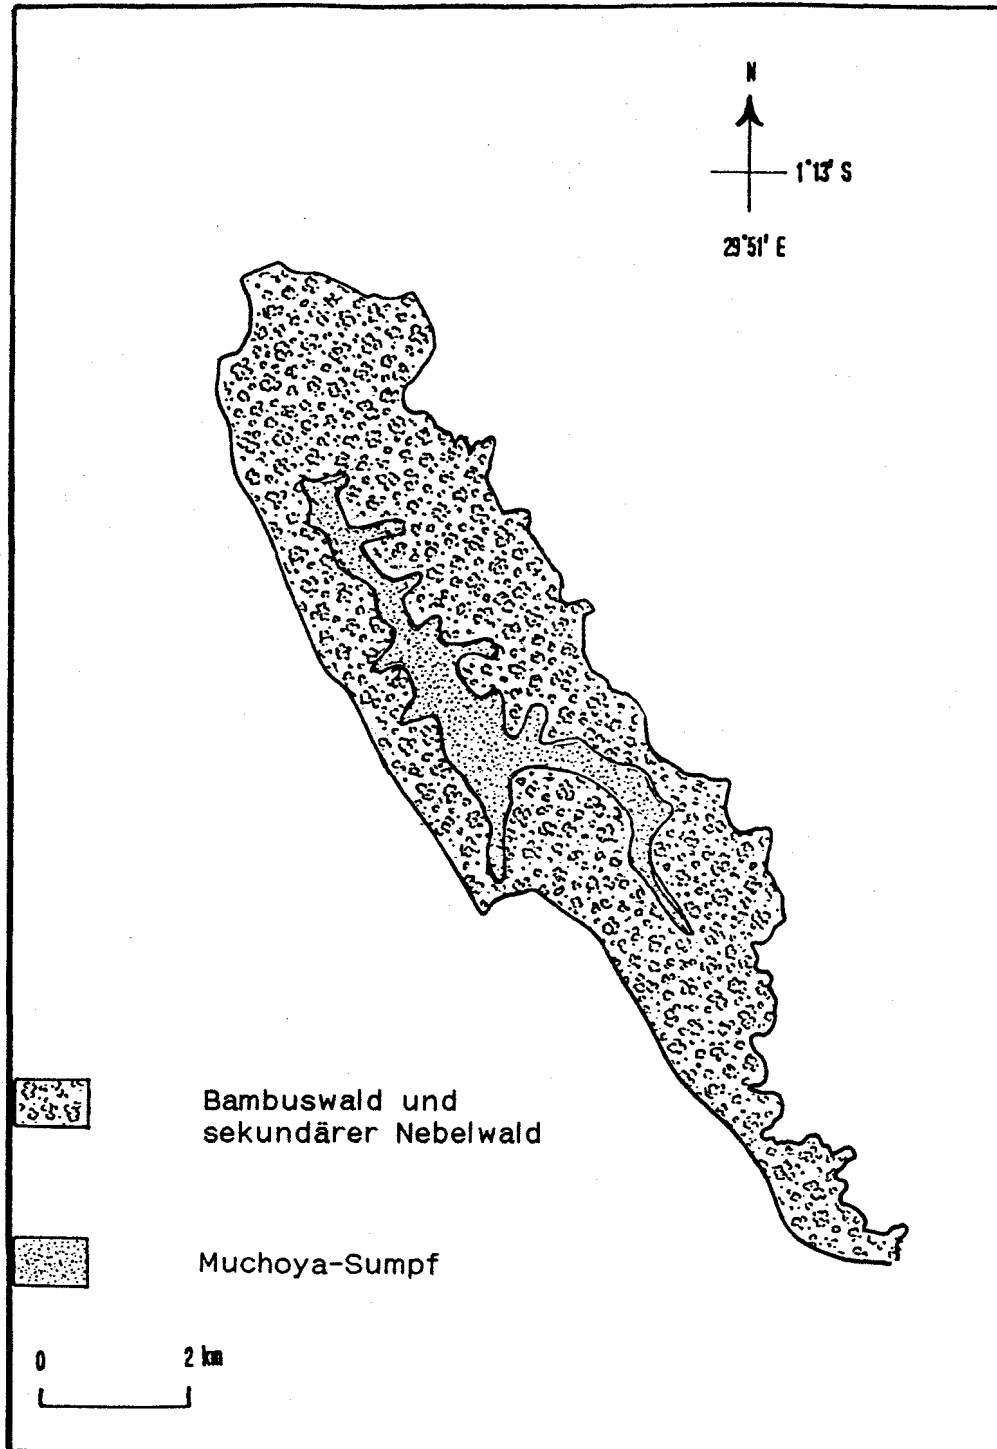 N
1°13' S
29°51' E
Bambuswald und
sekundärer Nebelwald
Muchoya-Sumpf
0 2 km